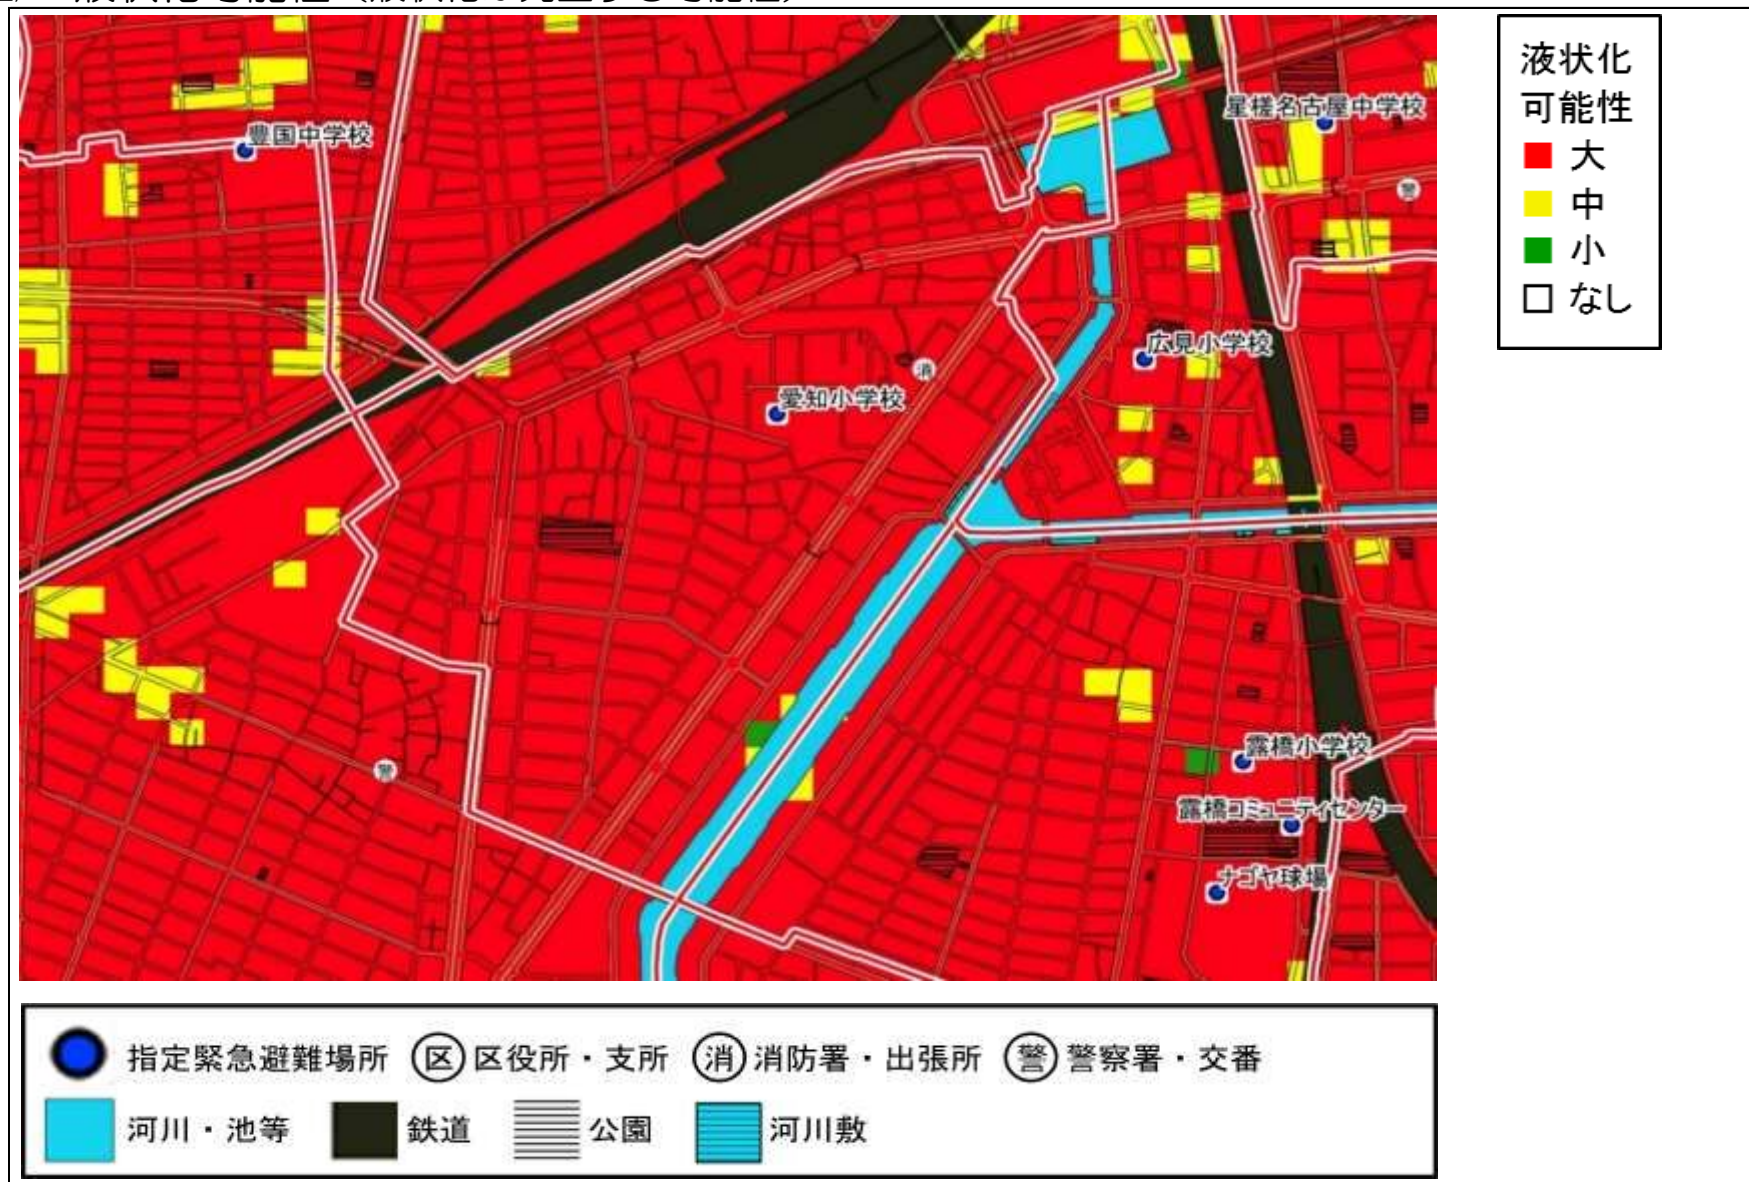 液状化
可能性
大
中
小
なし
星槎名古屋中学校
豊国中学校
警
広見小学校
消
愛知小学校
露橋小学校
警
露橋コミュニティセンター
ナゴヤ球場
指定緊急避難場所 区 区役所・支所 消 消防署・出張所 警 警察署・交番
河川・池等 鉄道 公園 河川敷